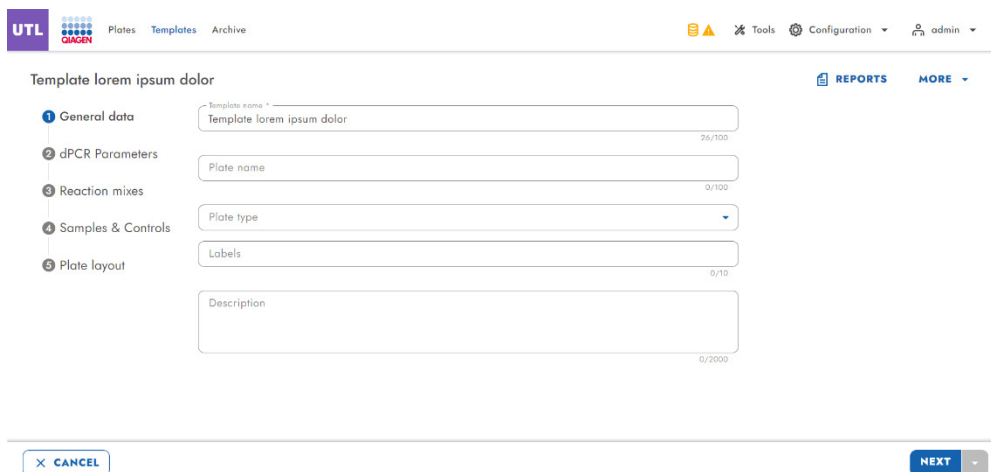 UTL QIAGEN Plates Templates Archive Tools Configuration admin
Template lorem ipsum dolor REPORTS MORE
1 General data
Template name *
Template lorem ipsum dolor
26/100
2 dPCR Parameters
Plate name
0/100
3 Reaction mixes
Plate type
4 Samples & Controls
Labels
0/10
5 Plate layout
Description
0/2000
CANCEL NEXT